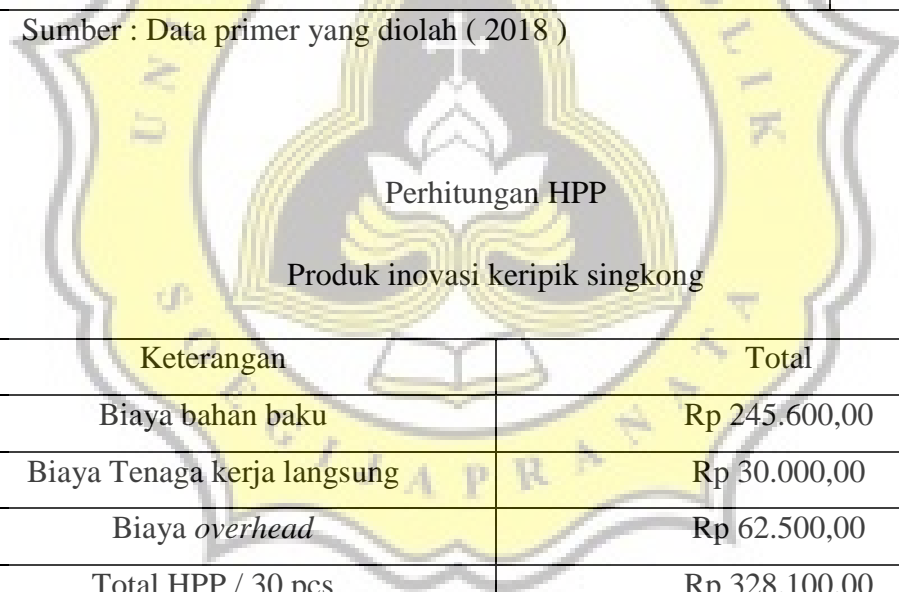 Sumber : Data primer yang diolah ( 2018 )
Perhitungan HPP
Produk inovasi keripik singkong
Keterangan Total
Biaya bahan baku Rp 245.600,00
Biaya Tenaga kerja langsung Rp 30.000,00
Biaya overhead Rp 62.500,00
Total HPP / 30 pcs Rp 328.100,00
SOEGIJAPRANATA